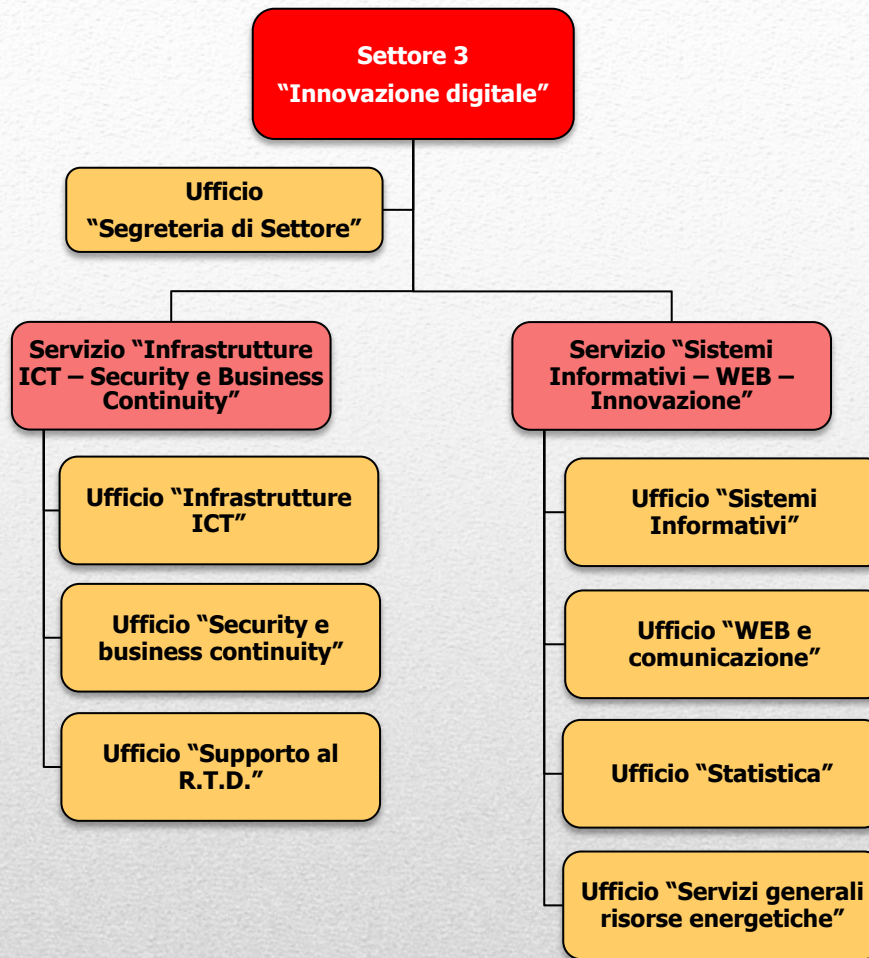 Settore 3
“Innovazione digitale”
Ufficio
“Segreteria di Settore”
Servizio “Infrastrutture
ICT – Security e Business
Continuity”
Servizio “Sistemi
Informativi – WEB –
Innovazione”
Ufficio “Infrastrutture
ICT”
Ufficio “Security e
business continuity”
Ufficio “Supporto al
R.T.D.”
Ufficio “Sistemi
Informativi”
Ufficio “WEB e
comunicazione”
Ufficio “Statistica”
Ufficio “Servizi generali
risorse energetiche”